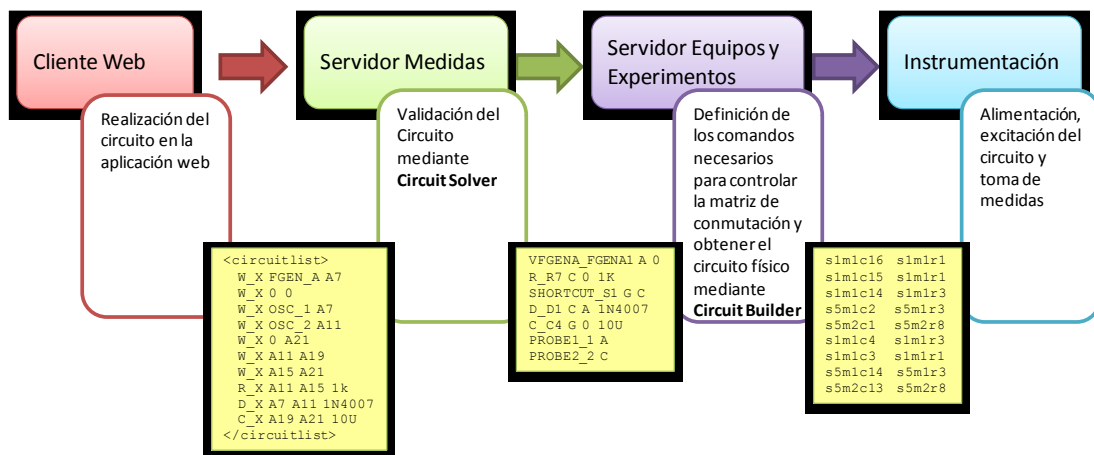 Cliente Web
Servidor Medidas
Servidor Equipos y
Experimentos
Instrumentación
Realización del
circuito en la
aplicación web
Validación del
Circuito
mediante
Circuit Solver
Definición de
los comandos
necesarios
para controlar
la matriz de
conmutación y
obtener el
circuito físico
mediante
Circuit Builder
Alimentación,
excitación del
circuito y
toma de
medidas
<circuitlist>
W_X FGEN_A A7
W_X 0 0
W_X OSC_1 A7
W_X OSC_2 A11
W_X 0 A21
W_X A11 A19
W_X A15 A21
R_X A11 A15 1k
D_X A7 A11 1N4007
C_X A19 A21 10U
</circuitlist>
VFGENA_FGENA1 A 0
R_R7 C 0 1K
SHORTCUT_S1 G C
D_D1 C A 1N4007
C_C4 G 0 10U
PROBE1_1 A
PROBE2_2 C
s1m1c16 s1m1r1
s1m1c15 s1m1r1
s1m1c14 s1m1r3
s5m1c2 s1m1r3
s5m2c1 s5m2r8
s1m1c4 s1m1r3
s1m1c3 s1m1r1
s5m1c14 s5m1r3
s5m2c13 s5m2r8